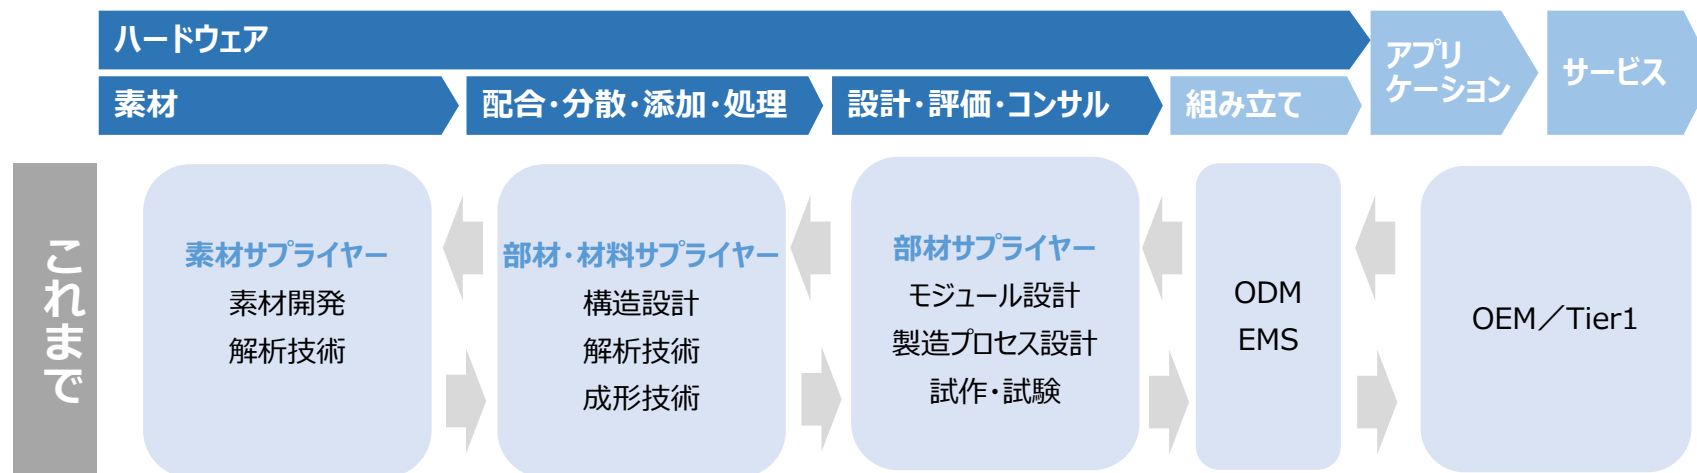 ハードウェア
アプリ
ケーション
サービス
素材
配合・分散・添加・処理
設計・評価・コンサル
組み立て
これまで
素材サプライヤー
素材開発
解析技術
部材・材料サプライヤー
構造設計
解析技術
成形技術
部材サプライヤー
モジュール設計
製造プロセス設計
試作・試験
ODM
EMS
OEM／Tier1